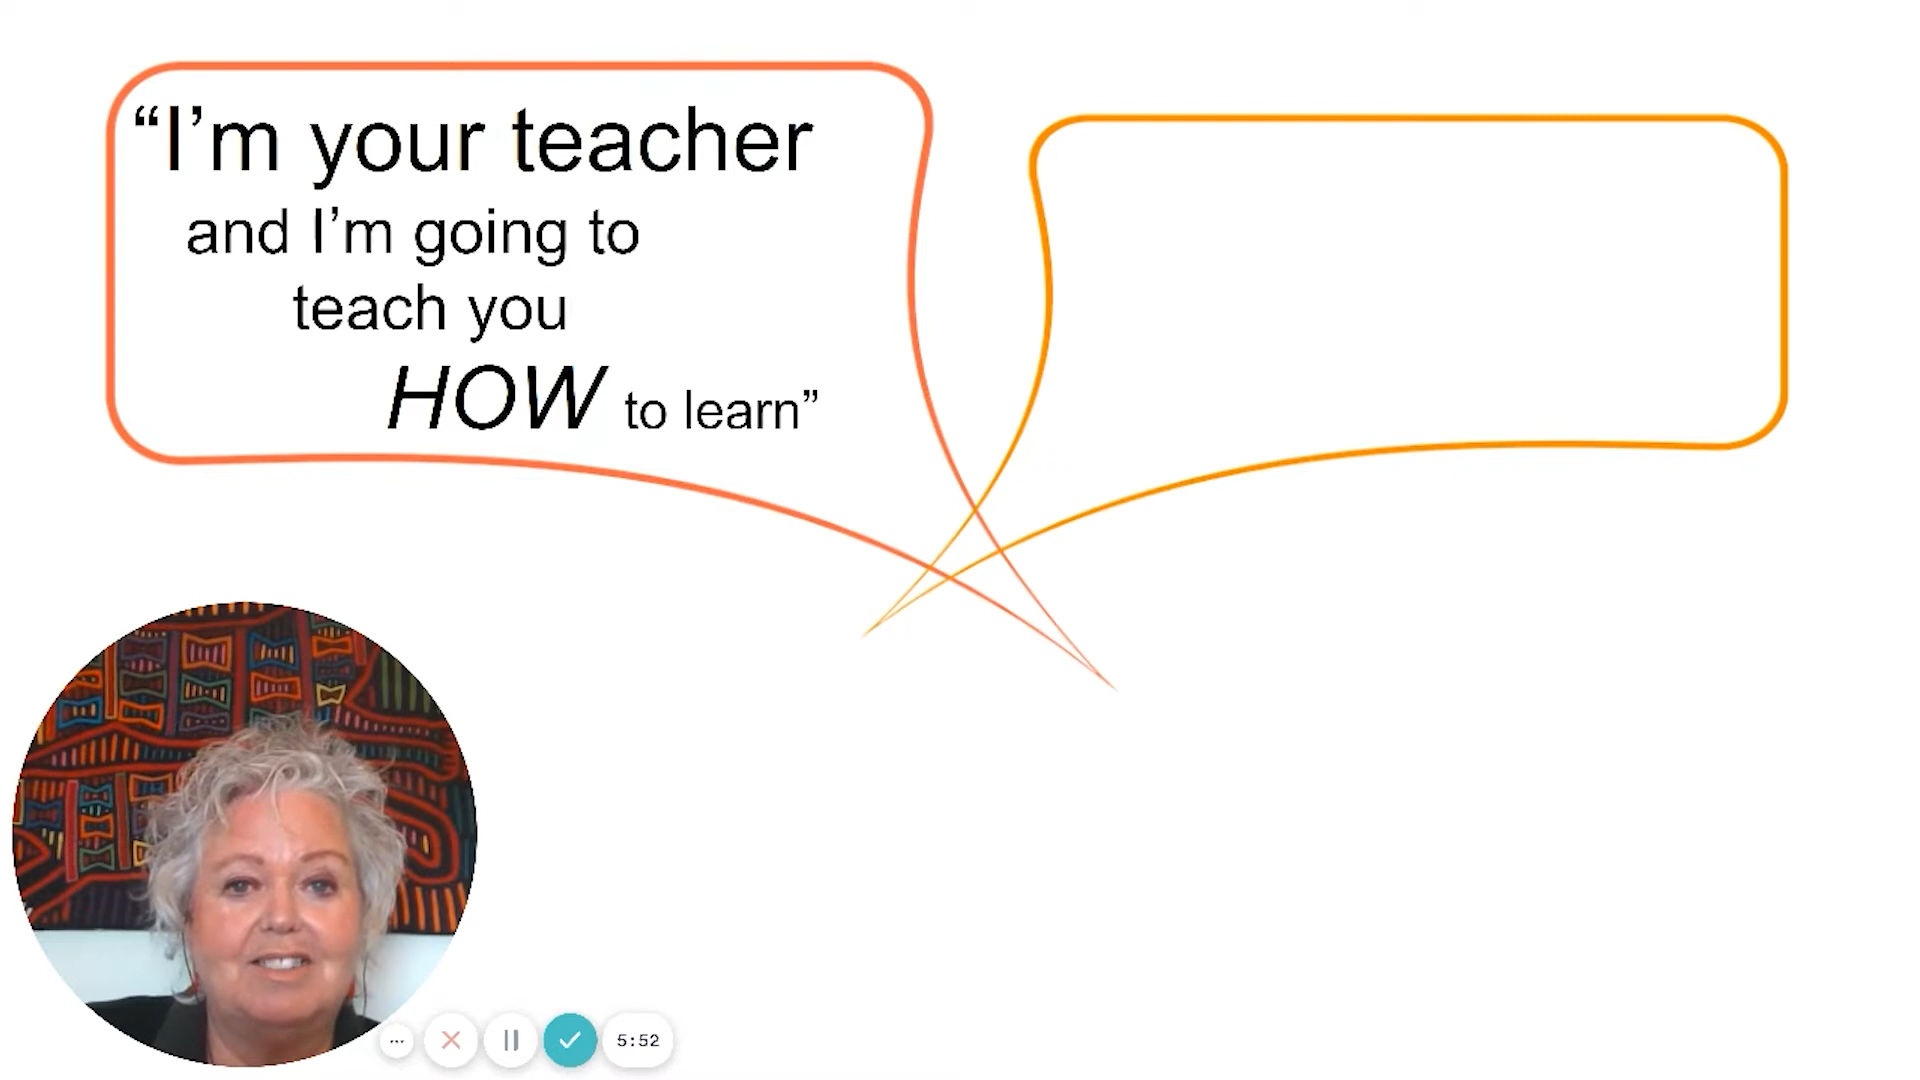 “I’m your teacher
and I’m going to
teach you
HOW to learn”
5:52